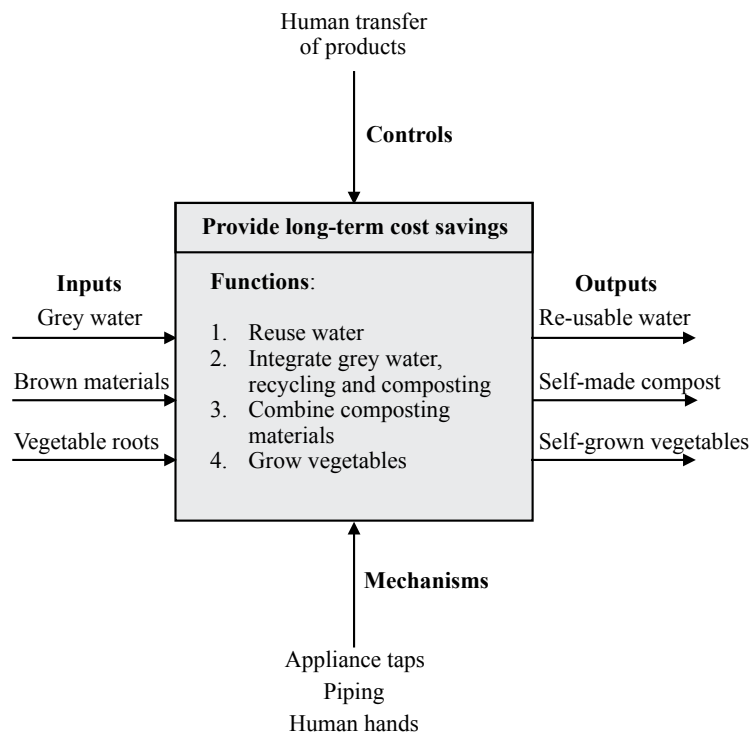 Human transfer
of products
Controls
Provide long-term cost savings
Inputs
Grey water
Brown materials
Vegetable roots
Functions:
1. Reuse water
2. Integrate grey water,
recycling and composting
3. Combine composting
materials
4. Grow vegetables
Outputs
Re-usable water
Self-made compost
Self-grown vegetables
Mechanisms
Appliance taps
Piping
Human hands